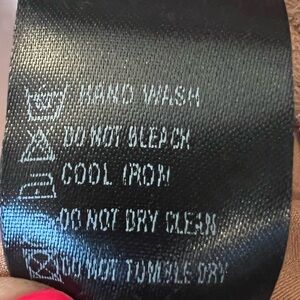 HAND WASH
DO NOT BLEACH
COOL IRON
DO NOT DRY CLEAN
DO NOT TUMBLE DRY